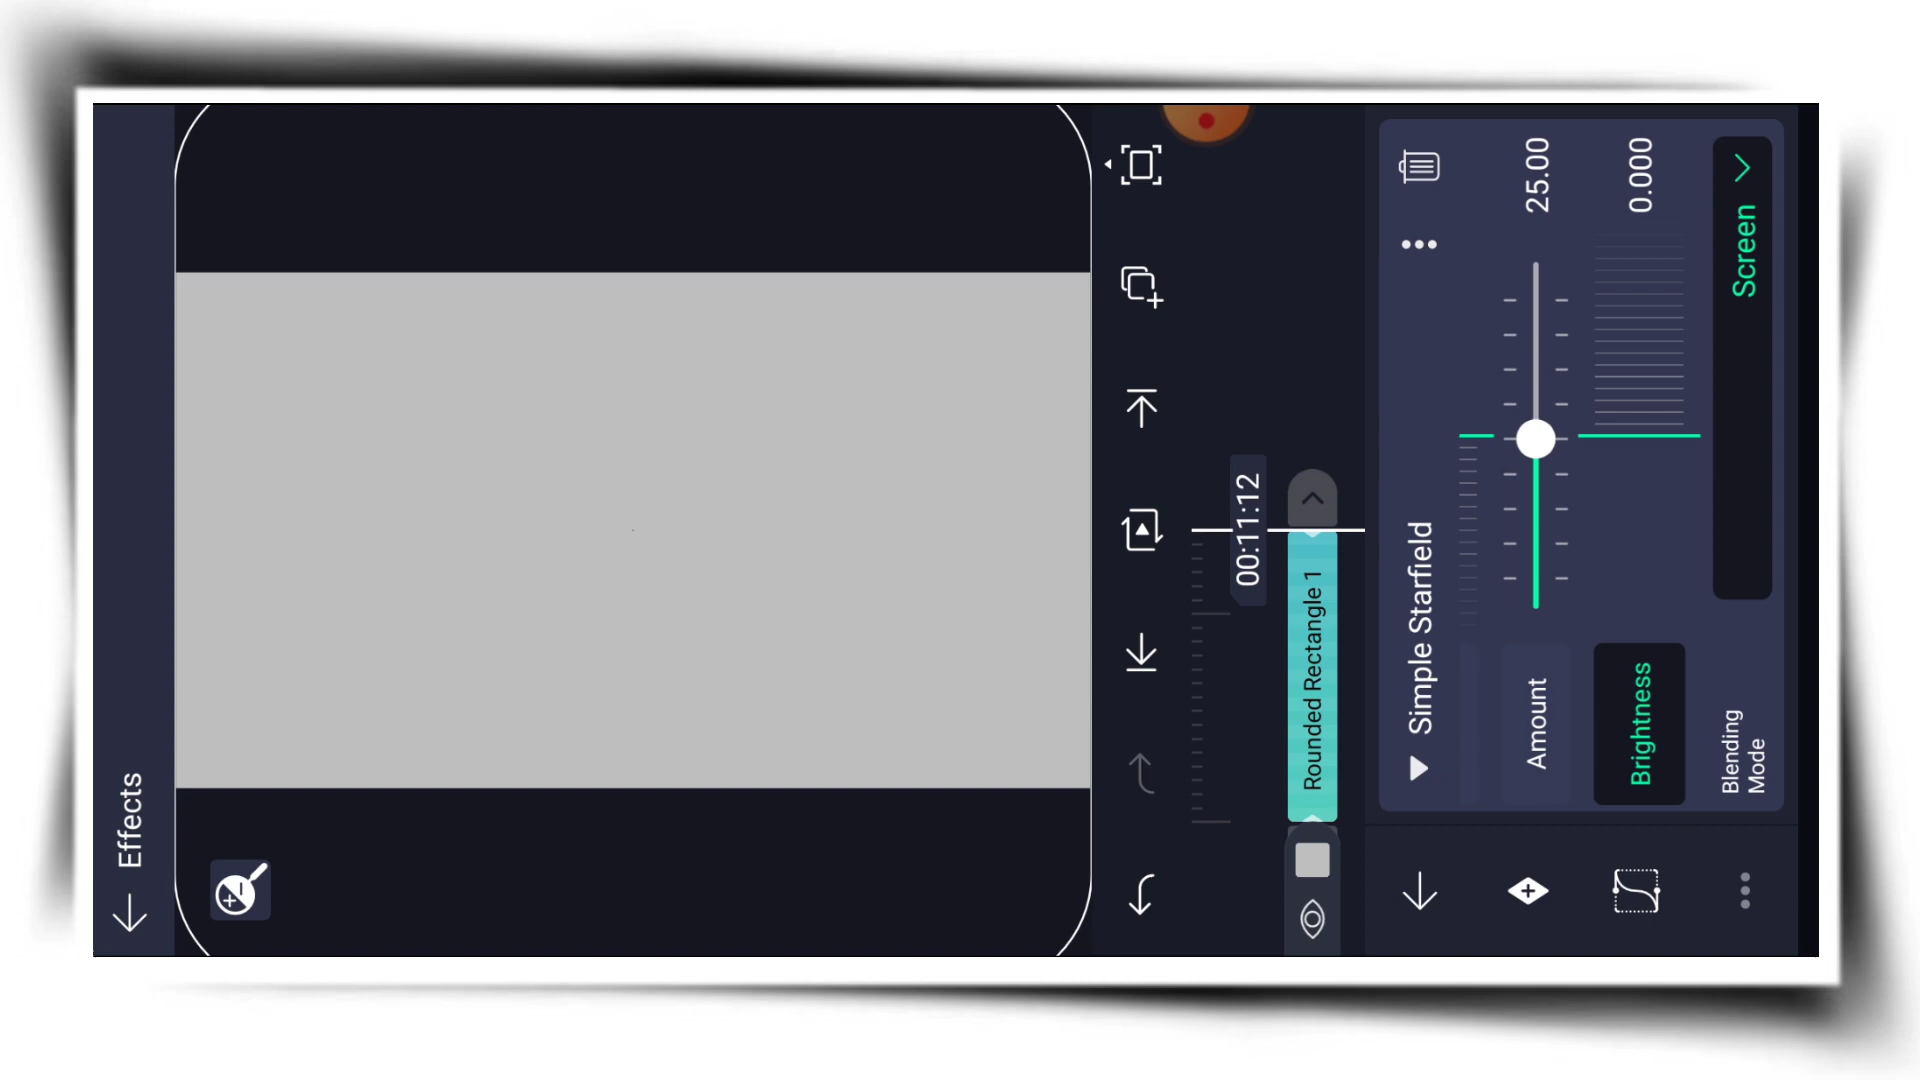 Effects
00:11:12
Rounded Rectangle 1
Simple Starfield
Amount
25.00
Brightness
0.000
Blending
Mode
Screen